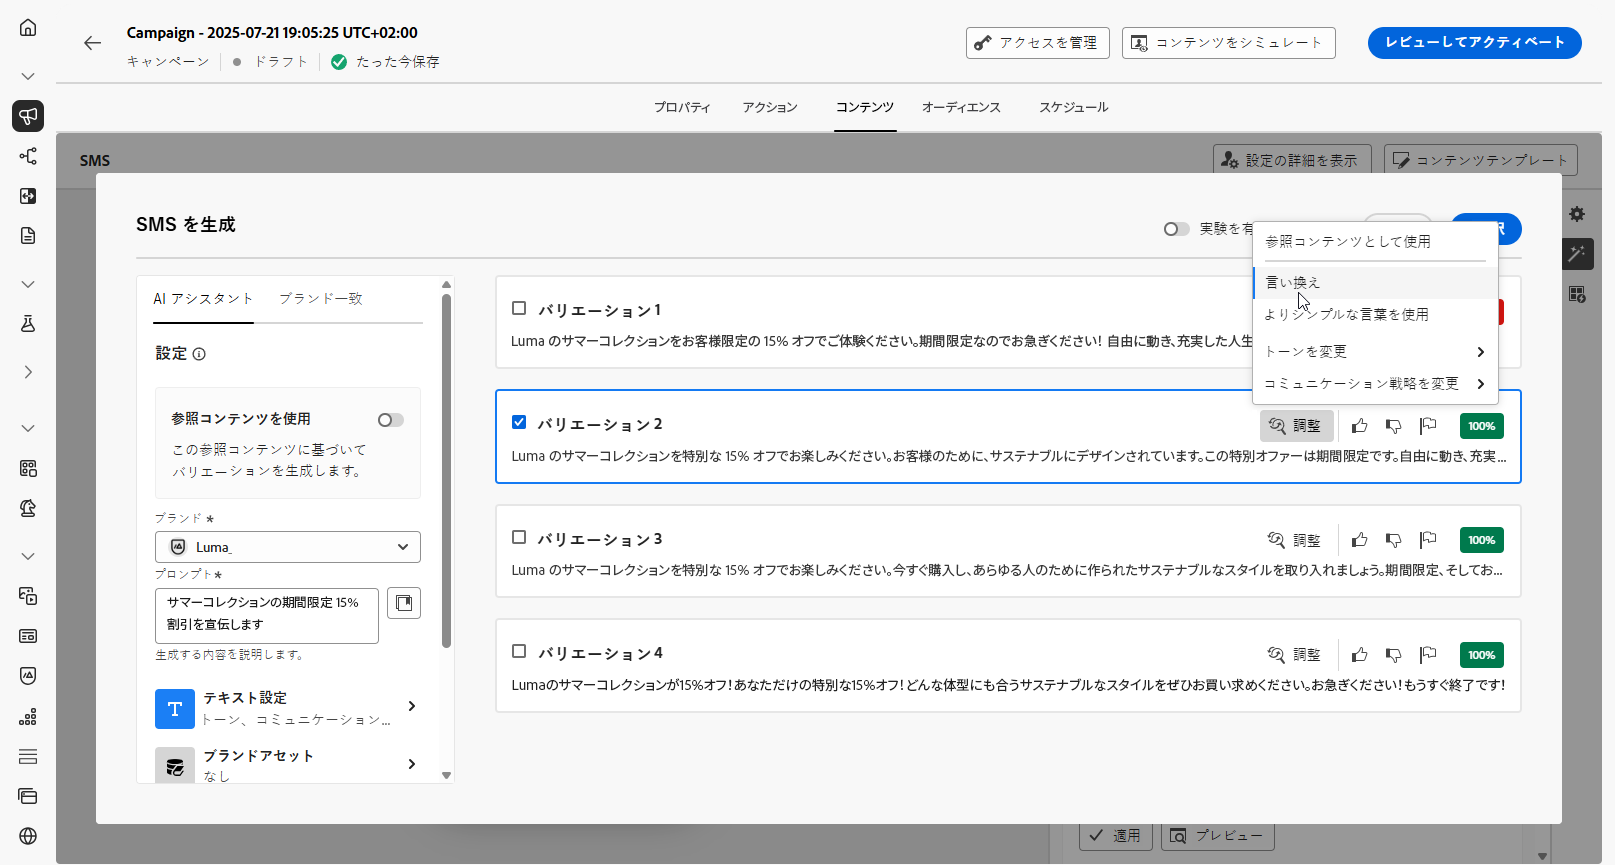 Campaign - 2025-07-21 19:05:25 UTC+02:00
キャンペーン ドラフト たった今保存
アクセスを管理 コンテンツをシミュレート レビューしてアクティベート
プロパティ アクション コンテンツ オーディエンス スケジュール
SMS
設定の詳細を表示 コンテンツテンプレート
SMS を生成
実験を有
参照コンテンツとして使用
言い換え
よりシンプルな言葉を使用
トーンを変更
コミュニケーション戦略を変更
AI アシスタント ブランド一致
設定
参照コンテンツを使用
この参照コンテンツに基づいて
バリエーションを生成します。
ブランド *
Luma_
プロンプト*
サマーコレクションの期間限定 15%
割引を宣伝します
生成する内容を説明します。
テキスト設定
トーン、コミュニケーション...
ブランドアセット
なし
バリエーション 1
Luma のサマーコレクションをお客様限定の 15% オフでご体験ください。期間限定なのでお急ぎください！ 自由に動き、充実した人生
バリエーション 2
調整 100%
Luma のサマーコレクションを特別な 15% オフでお楽しみください。お客様のために、サステナブルにデザインされています。この特別オファーは期間限定です。自由に動き、充実...
バリエーション 3
調整 100%
Luma のサマーコレクションを特別な 15% オフでお楽しみください。今すぐ購入し、あらゆる人のために作られたサステナブルなスタイルを取り入れましょう。期間限定、そしてお...
バリエーション 4
調整 100%
Lumaのサマーコレクションが15%オフ！あなただけの特別な15%オフ！どんな体型にも合うサステナブルなスタイルをぜひお買い求めください。お急ぎください！もうすぐ終了です！
適用 プレビュー